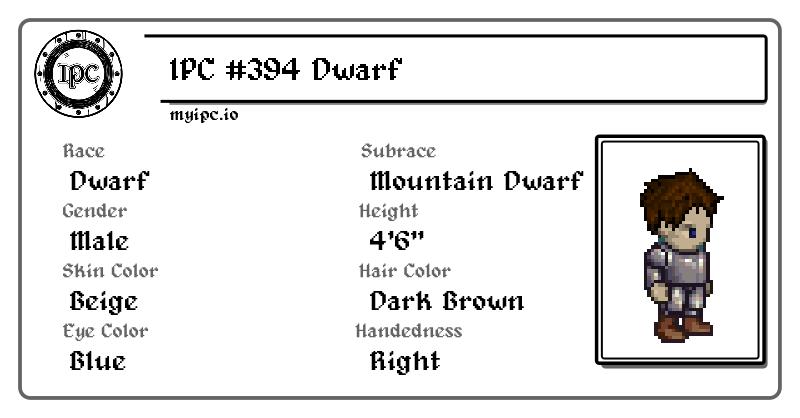 IPC
IPC #394 Dwarf
myipc.io
Race
Subrace
Dwarf
Mountain Dwarf
Gender
Height
Male
4'6"
Skin Color
Hair Color
Beige
Dark Brown
Eye Color
Handedness
Blue
Right